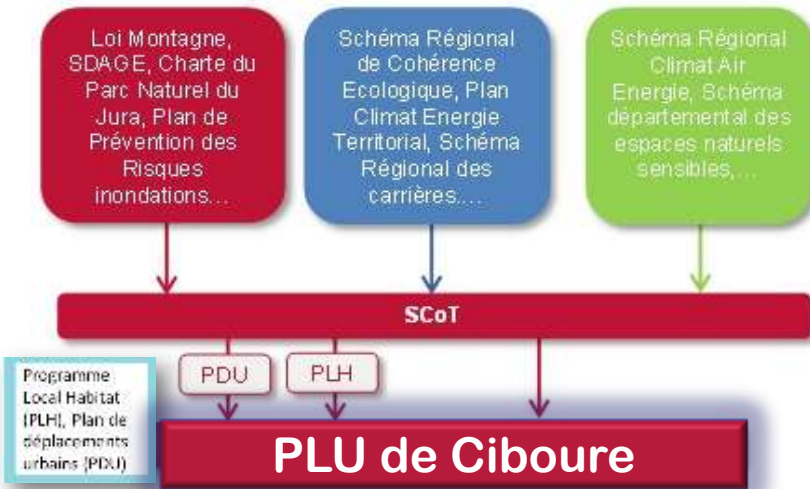 Loi Montagne,
SDAGE, Charte du
Parc Naturel du
Jura, Plan de
Prévention des
Risques
inondations...
Schéma Régional
de Cohérence
Ecologique, Plan
Climat Energie
Territorial, Schéma
Régional des
carrières....
Schéma Régional
Climat Air
Energie, Schéma
départemental des
espaces naturels
sensibles,...
SCoT
PDU
PLH
Programme
Local Habitat
(PLH), Plan de
déplacements
urbains (PDU)
PLU de Ciboure